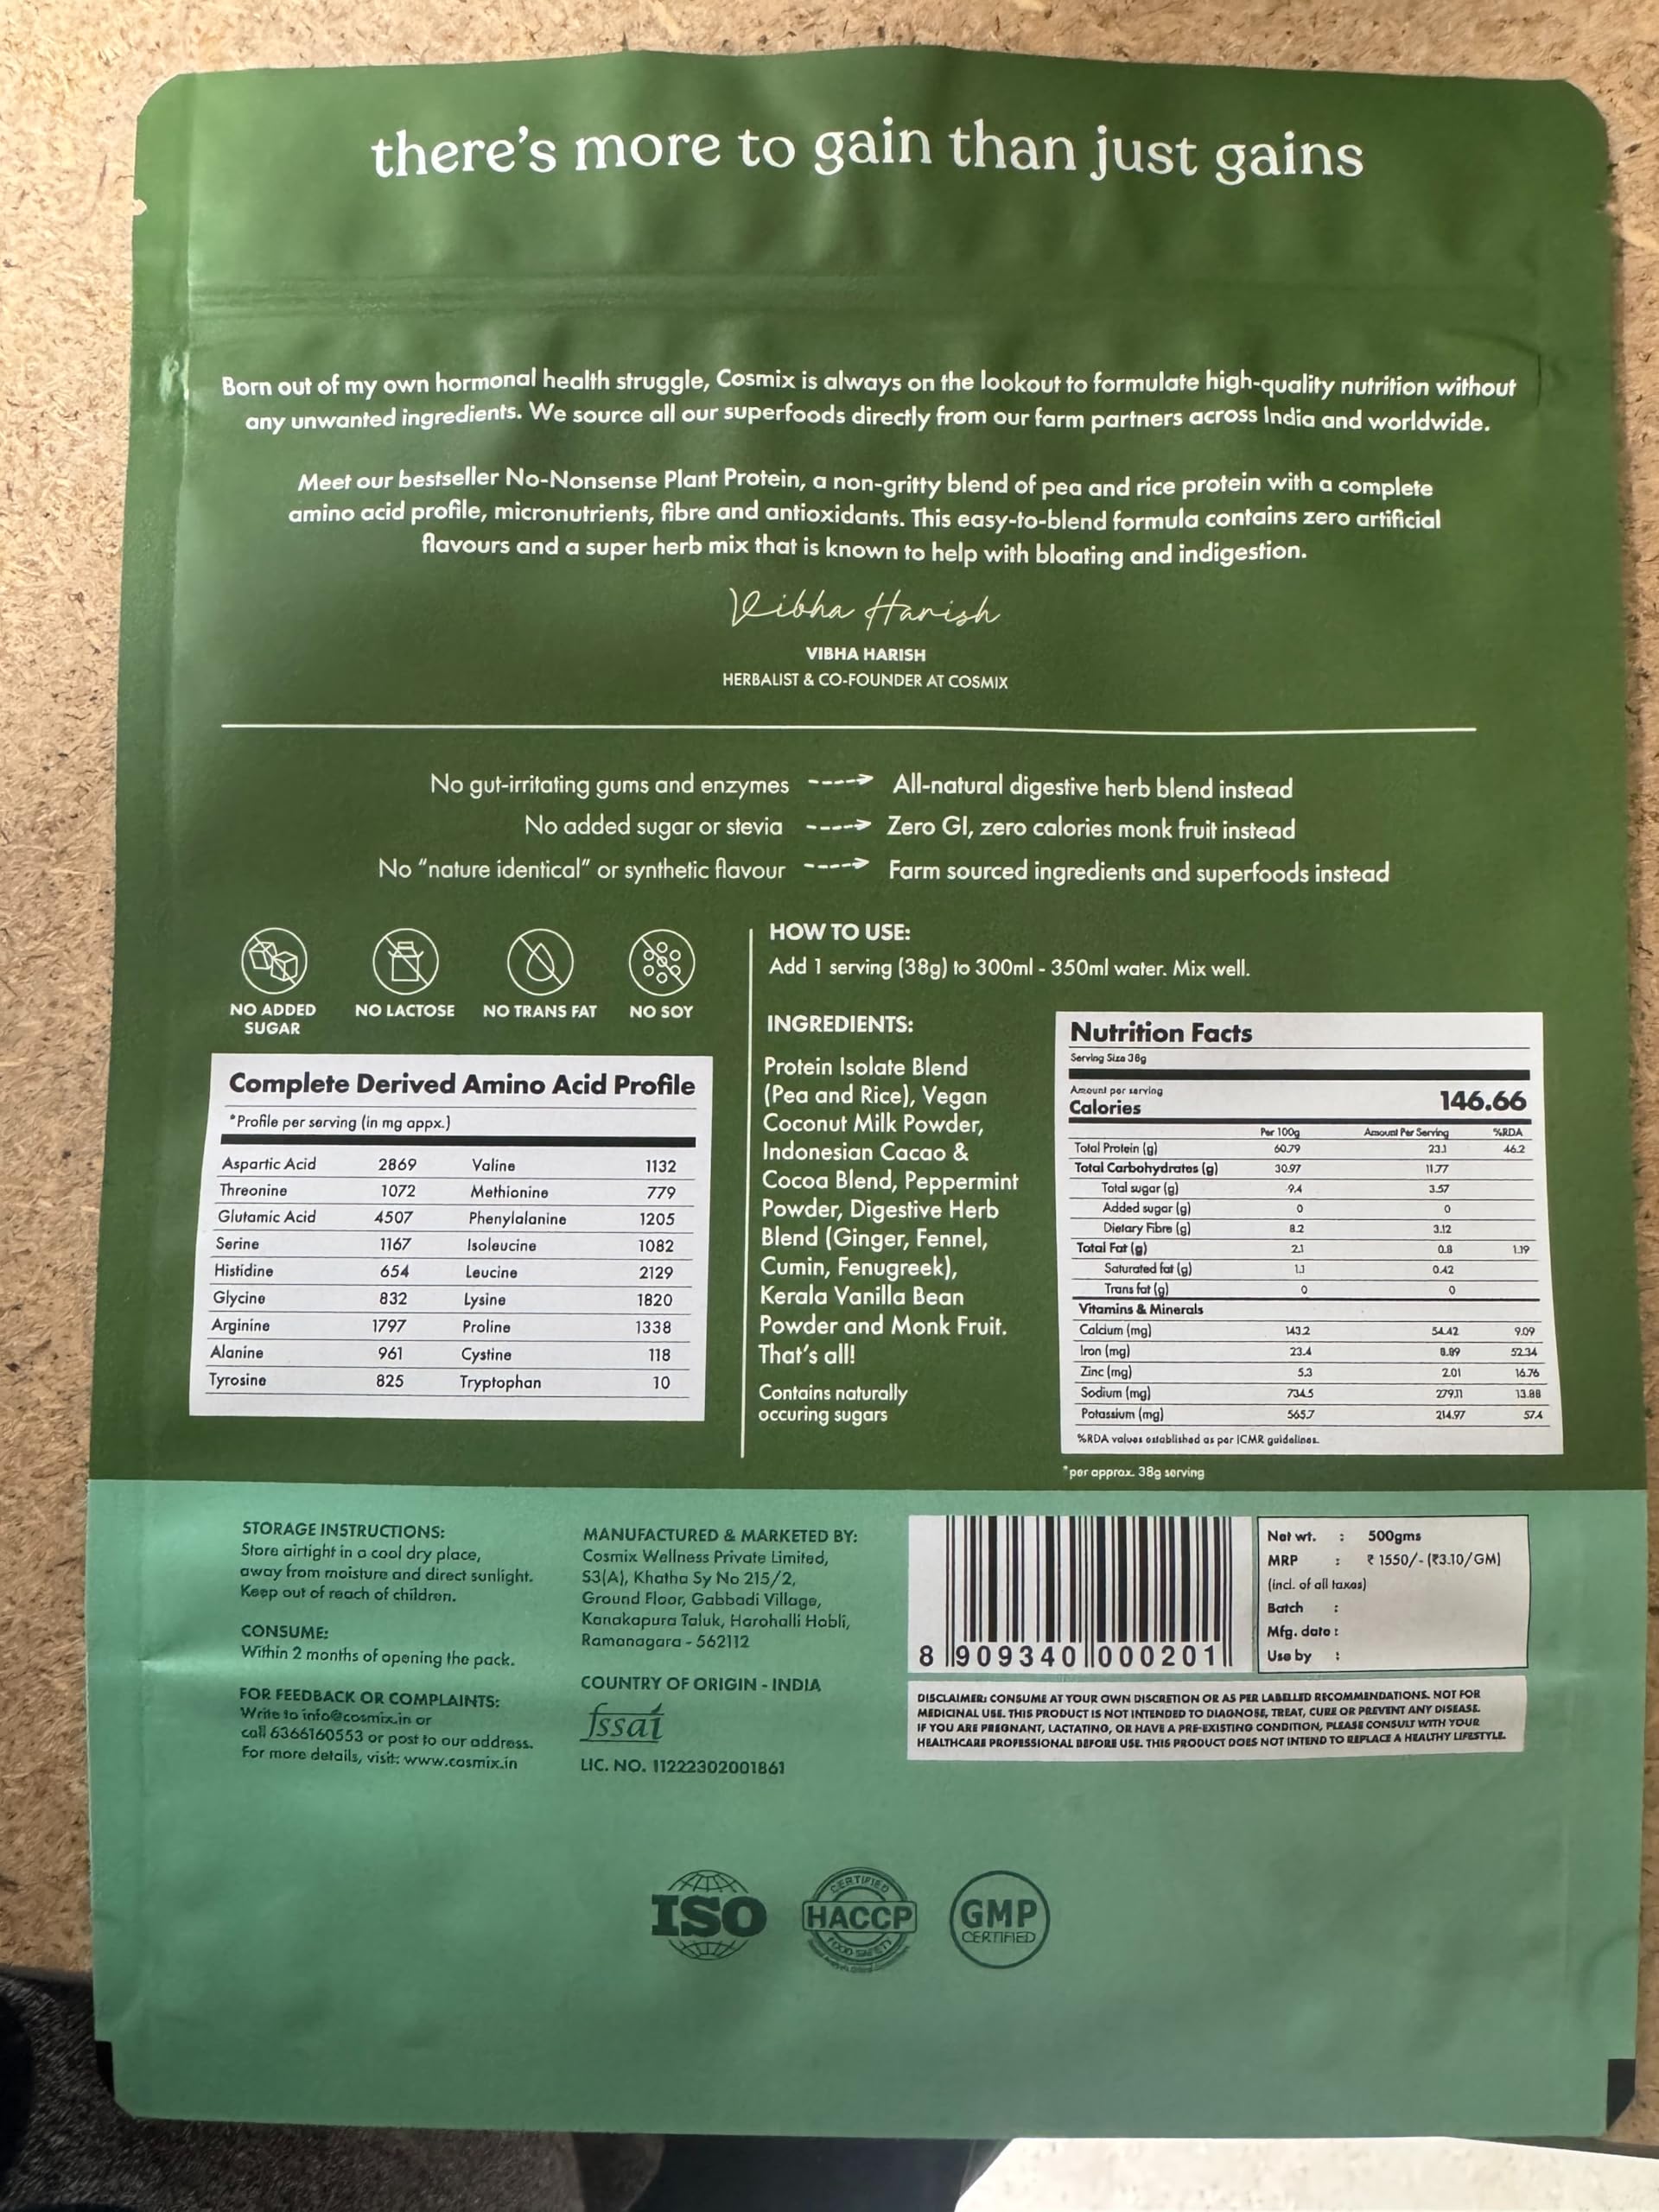 there's more to gain than just gains
Born out of my own hormonal health struggle, Cosmix is always on the lookout to formulate high-quality nutrition without
any unwanted ingredients. We source all our superfoods directly from our farm partners across India and worldwide.
Meet our bestseller No-Nonsense Plant Protein, a non-gritty blend of pea and rice protein with a complete
amino acid profile, micronutrients, fibre and antioxidants. This easy-to-blend formula contains zero artificial
flavours and a super herb mix that is known to help with bloating and indigestion.
Vibha Harish
VIBHA HARISH
HERBALIST & CO-FOUNDER AT COSMIX
No gut-irritating gums and enzymes ----> All-natural digestive herb blend instead
No added sugar or stevia ----> Zero GI, zero calories monk fruit instead
No "nature identical" or synthetic flavour ----> Farm sourced ingredients and superfoods instead
NO ADDED
SUGAR
NO LACTOSE
NO TRANS FAT
NO SOY
Complete Derived Amino Acid Profile
*Profile per serving (in mg appx.)
Aspartic Acid 2869 Valine 1132
Threonine 1072 Methionine 779
Glutamic Acid 4507 Phenylalanine 1205
Serine 1167 Isoleucine 1082
Histidine 654 Leucine 2129
Glycine 832 Lysine 1820
Arginine 1797 Proline 1338
Alanine 961 Cystine 118
Tyrosine 825 Tryptophan 10
HOW TO USE:
Add 1 serving (38g) to 300ml - 350ml water. Mix well.
INGREDIENTS:
Protein Isolate Blend
(Pea and Rice), Vegan
Coconut Milk Powder,
Indonesian Cacao &
Cocoa Blend, Peppermint
Powder, Digestive Herb
Blend (Ginger, Fennel,
Cumin, Fenugreek),
Kerala Vanilla Bean
Powder and Monk Fruit.
That's all!
Contains naturally
occuring sugars
Nutrition Facts
Serving Size 38g
Amount per serving
Calories 146.66
Per 100g Amount Per Serving %RDA
Total Protein (g) 60.79 23.1 46.2
Total Carbohydrates (g) 30.97 11.77
Total sugar (g) 9.4 3.57
Added sugar (g) 0 0
Dietary Fibre (g) 8.2 3.12
Total Fat (g) 2.1 0.8 1.19
Saturated fat (g) 1.1 0.42
Trans fat (g) 0 0
Vitamins & Minerals
Calcium (mg) 143.2 54.42 9.09
Iron (mg) 23.4 8.89 52.34
Zinc (mg) 5.3 2.01 16.76
Sodium (mg) 734.5 279.11 13.88
Potassium (mg) 565.7 214.97 57.4
%RDA values established as per ICMR guidelines.
*per approx. 38g serving
STORAGE INSTRUCTIONS:
Store airtight in a cool dry place,
away from moisture and direct sunlight.
Keep out of reach of children.
CONSUME:
Within 2 months of opening the pack.
FOR FEEDBACK OR COMPLAINTS:
Write to info@cosmix.in or
call 6366160553 or post to our address.
For more details, visit: www.cosmix.in
MANUFACTURED & MARKETED BY:
Cosmix Wellness Private Limited,
S3(A), Khatha Sy No 215/2,
Ground Floor, Gabbadi Village,
Kanakapura Taluk, Harohalli Hobli,
Ramanagara - 562112
COUNTRY OF ORIGIN - INDIA
fssai
LIC. NO. 11222302001861
8 909340 000201
Net wt. : 500gms
MRP : ₹ 1550/- (₹3.10/GM)
(incl. of all taxes)
Batch :
Mfg. date :
Use by :
DISCLAIMER: CONSUME AT YOUR OWN DISCRETION OR AS PER LABELLED RECOMMENDATIONS. NOT FOR
MEDICINAL USE. THIS PRODUCT IS NOT INTENDED TO DIAGNOSE, TREAT, CURE OR PREVENT ANY DISEASE.
IF YOU ARE PREGNANT, LACTATING, OR HAVE A PRE-EXISTING CONDITION, PLEASE CONSULT WITH YOUR
HEALTHCARE PROFESSIONAL BEFORE USE. THIS PRODUCT DOES NOT INTEND TO REPLACE A HEALTHY LIFESTYLE.
ISO
CERTIFIED
HACCP
FOOD SAFETY
GMP
CERTIFIED